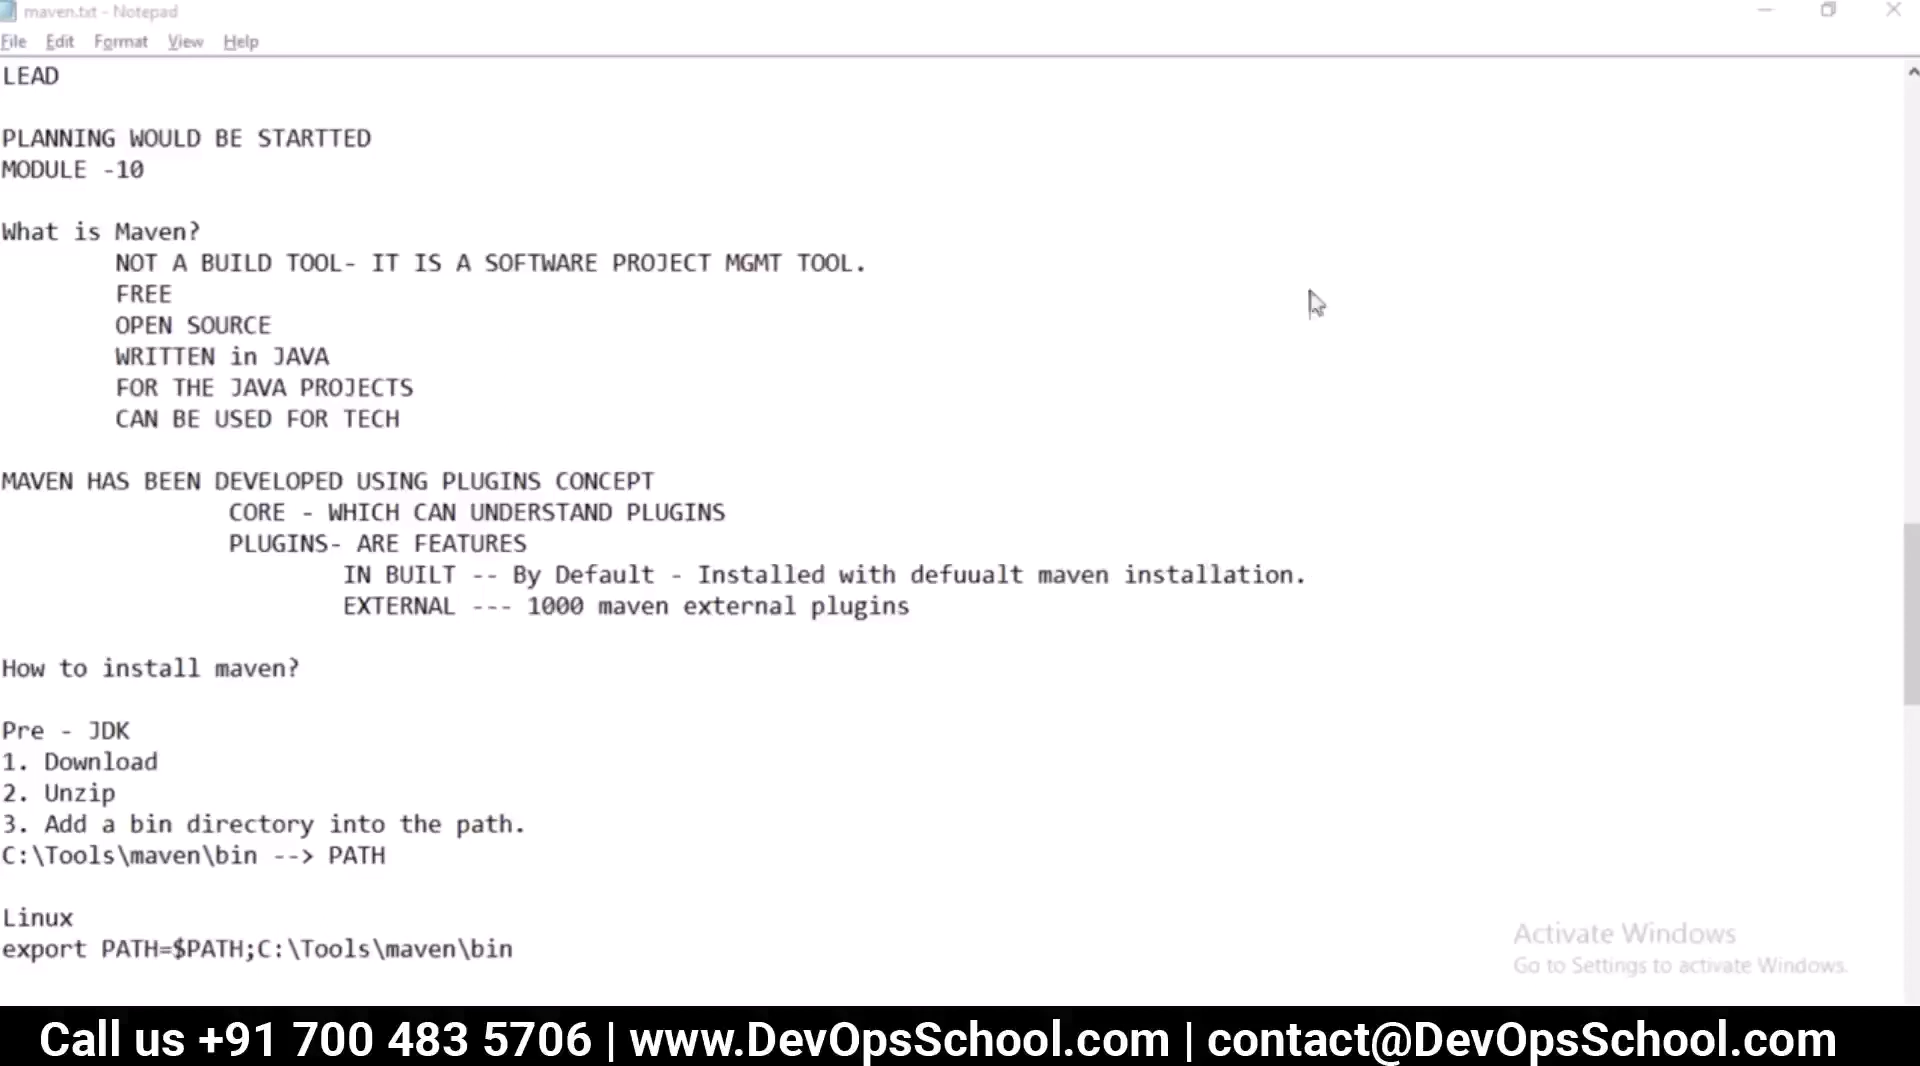 maven.txt - Notepad
File Edit Format View Help
LEAD
PLANNING WOULD BE STARTTED
MODULE -10
What is Maven?
NOT A BUILD TOOL- IT IS A SOFTWARE PROJECT MGMT TOOL.
FREE
OPEN SOURCE
WRITTEN in JAVA
FOR THE JAVA PROJECTS
CAN BE USED FOR TECH
MAVEN HAS BEEN DEVELOPED USING PLUGINS CONCEPT
CORE - WHICH CAN UNDERSTAND PLUGINS
PLUGINS- ARE FEATURES
IN BUILT -- By Default - Installed with defuualt maven installation.
EXTERNAL --- 1000 maven external plugins
How to install maven?
Pre - JDK
1. Download
2. Unzip
3. Add a bin directory into the path.
C:\Tools\maven\bin --> PATH
Linux
export PATH=$PATH;C:\Tools\maven\bin
Activate Windows
Go to Settings to activate Windows.
Call us +91 700 483 5706 | www.DevOpsSchool.com | contact@DevOpsSchool.com